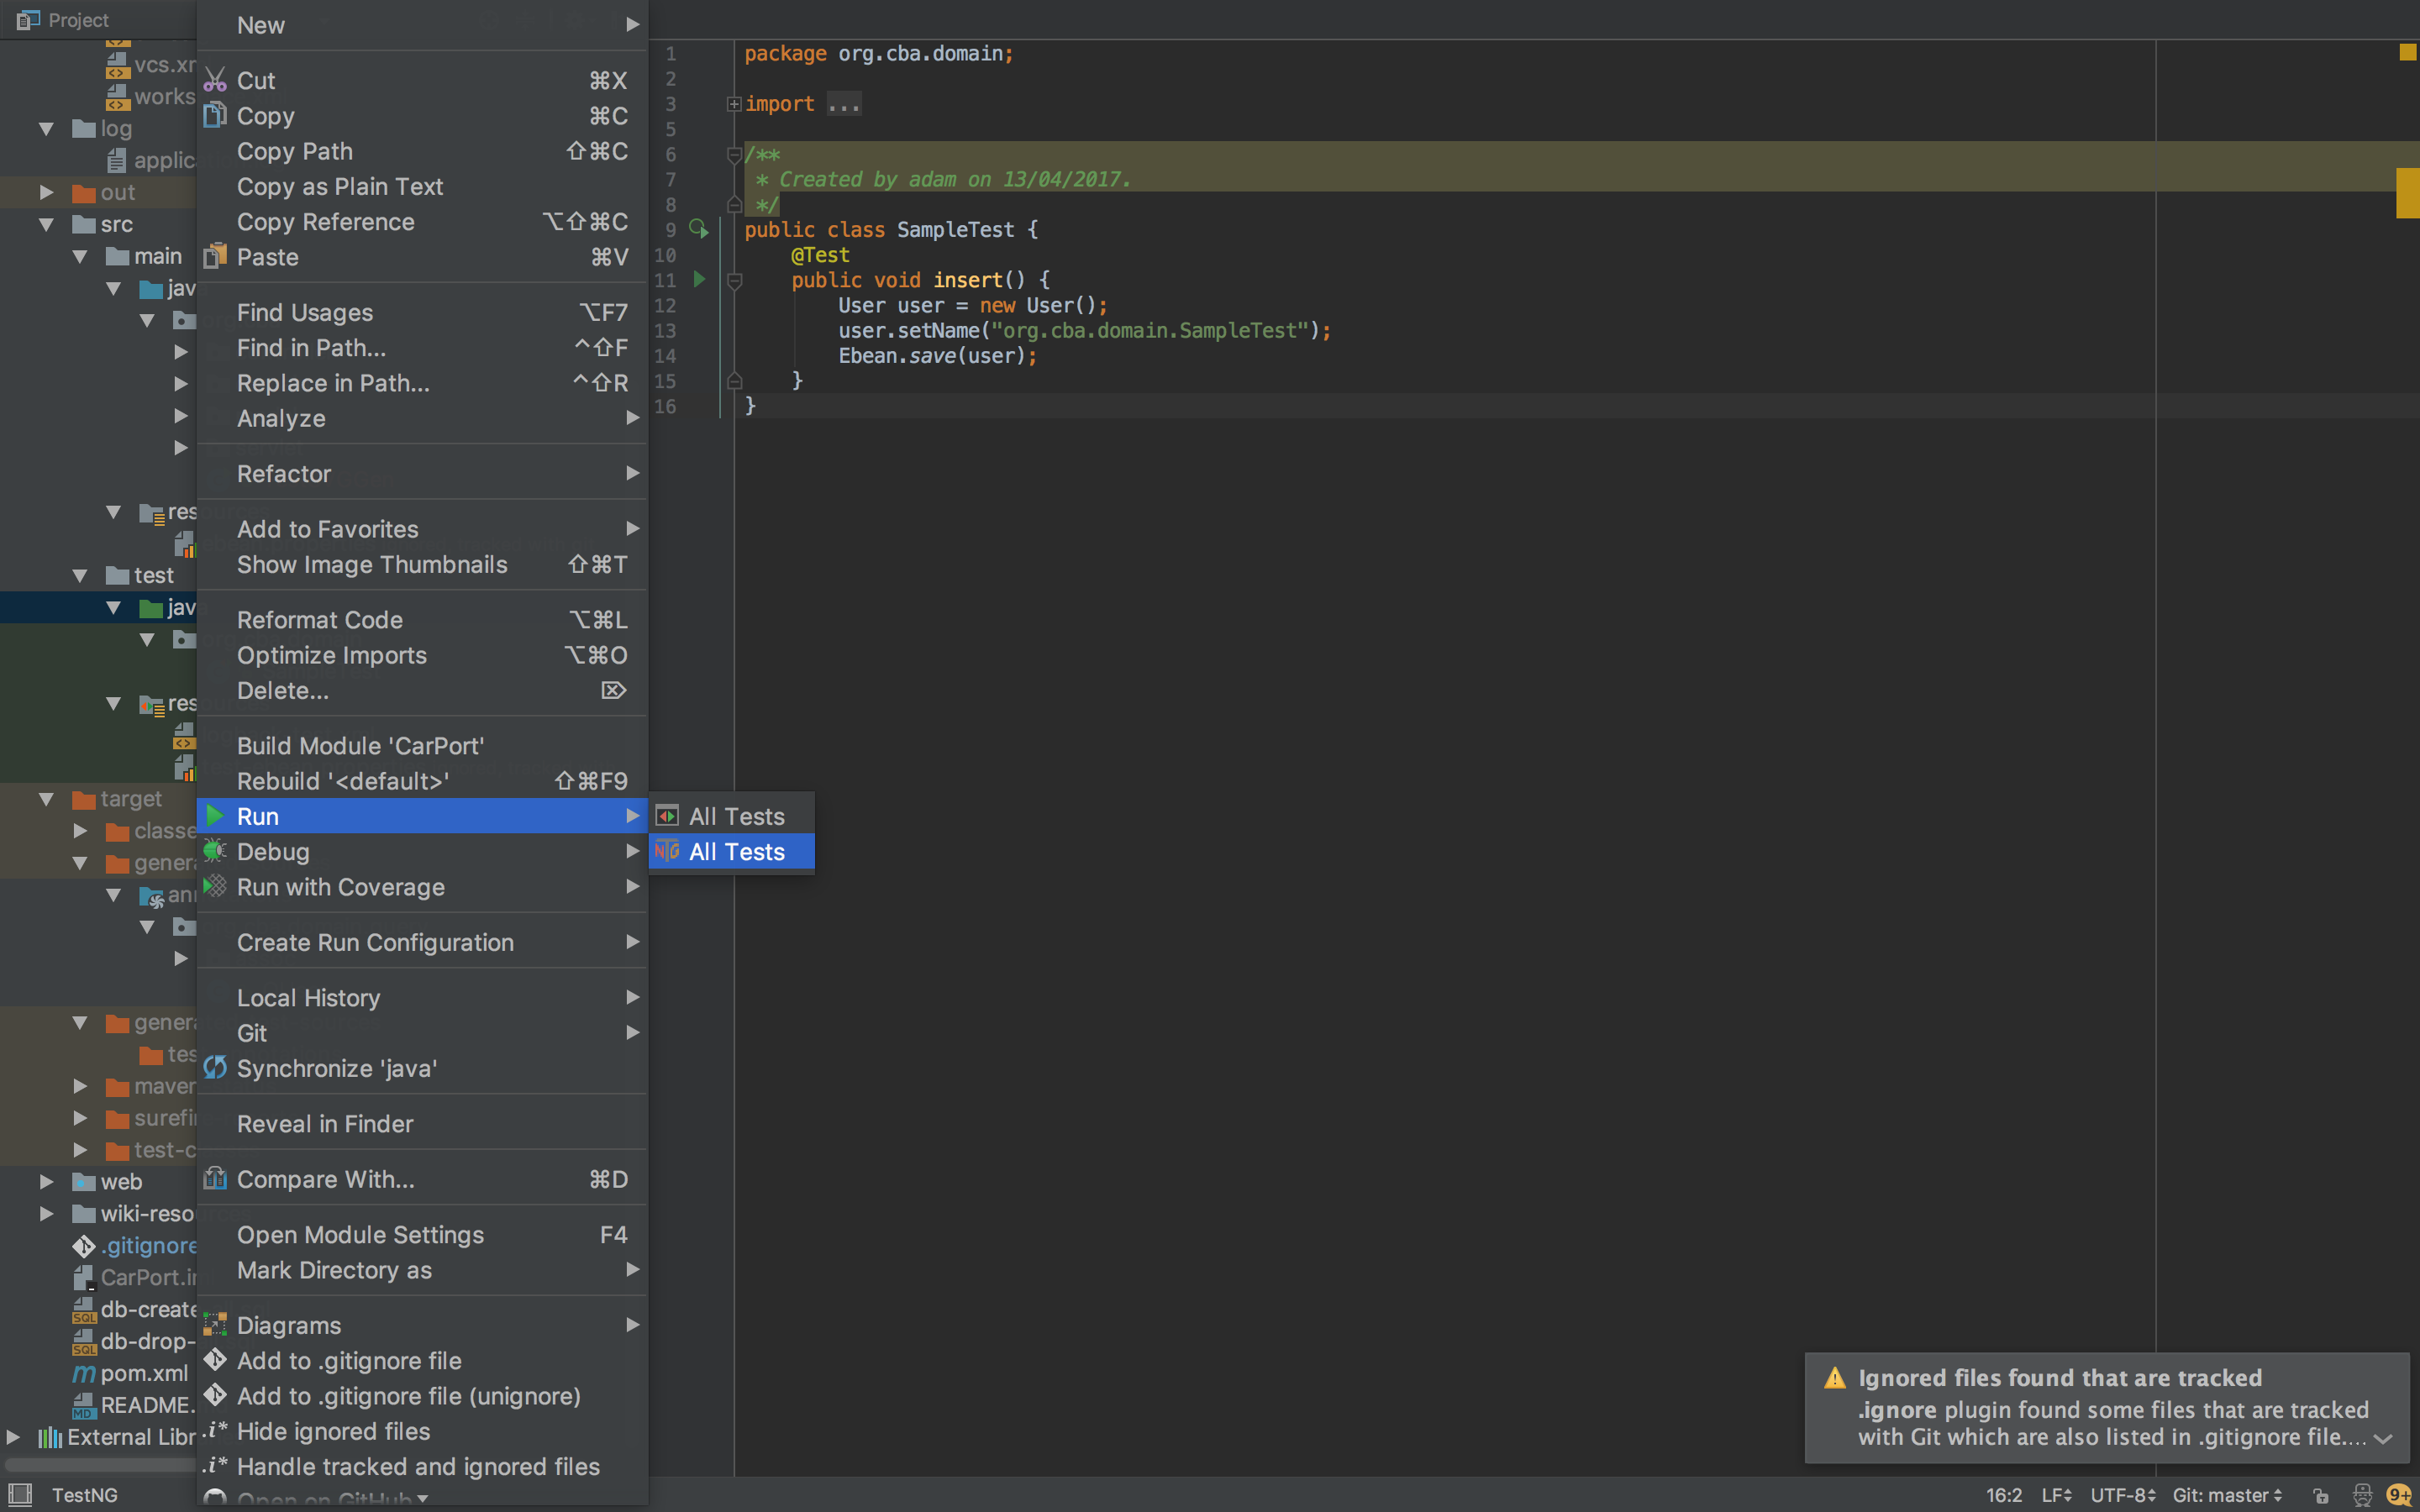 Project
vcs.xr
works
log
applic
out
src
main
jav
res
test
java
res
target
classe
genera
ann
genera
tes
maver
surefi
test-c
web
wiki-reso
.gitignore
CarPort.i
db-create
db-drop-
pom.xml
README.
External Libr
TestNG
New
Cut ⌘X
Copy ⌘C
Copy Path ⇧⌘C
Copy as Plain Text
Copy Reference ⌥⇧⌘C
Paste ⌘V
Find Usages ⌥F7
Find in Path... ^⇧F
Replace in Path... ^⇧R
Analyze
Refactor
Add to Favorites
Show Image Thumbnails ⇧⌘T
Reformat Code ⌥⌘L
Optimize Imports ⌥⌘O
Delete... ⌦
Build Module 'CarPort'
Rebuild '<default>' ⇧⌘F9
Run
Debug
Run with Coverage
Create Run Configuration
Local History
Git
Synchronize 'java'
Reveal in Finder
Compare With... ⌘D
Open Module Settings F4
Mark Directory as
Diagrams
Add to .gitignore file
Add to .gitignore file (unignore)
Hide ignored files
Handle tracked and ignored files
Open on GitHub
All Tests
All Tests
1 package org.cba.domain;
2
3 import ...
5
6 /**
7 * Created by adam on 13/04/2017.
8 */
9 public class SampleTest {
10 @Test
11 public void insert() {
12 User user = new User();
13 user.setName("org.cba.domain.SampleTest");
14 Ebean.save(user);
15 }
16 }
Ignored files found that are tracked
.ignore plugin found some files that are tracked
with Git which are also listed in .gitignore file....
16:2 LF UTF-8 Git: master 9+